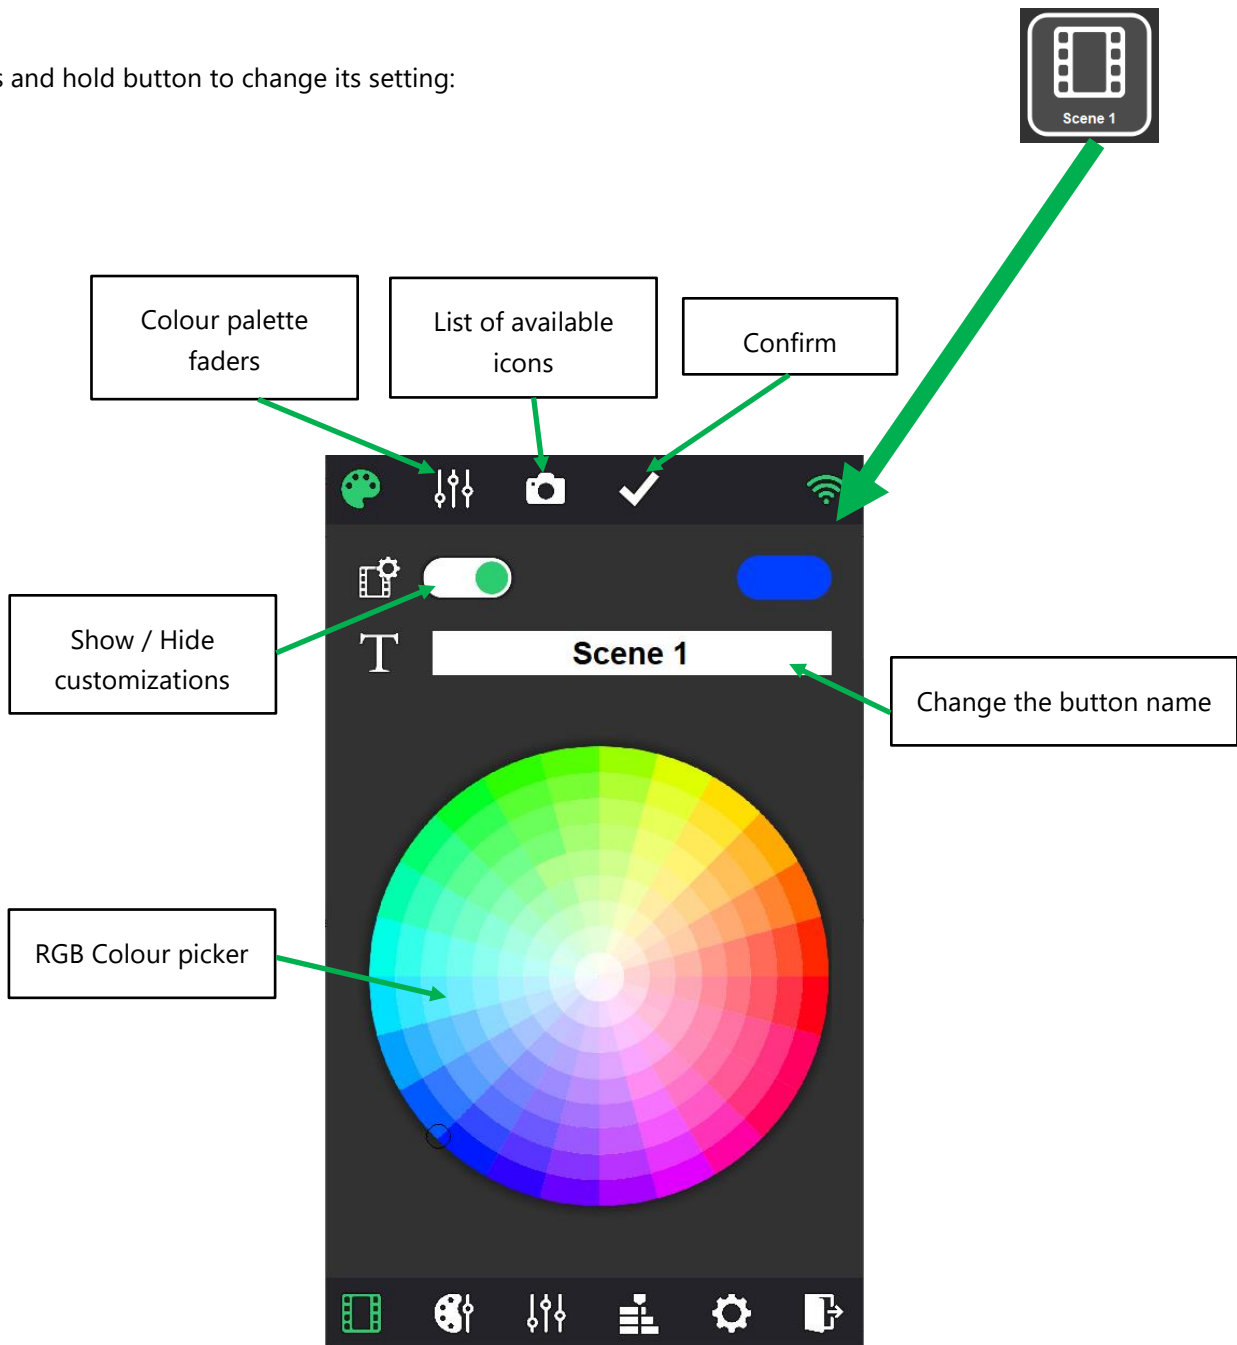 and hold button to change its setting:
Scene 1
Colour palette
faders
List of available
icons
Confirm
Show / Hide
customizations
T
Scene 1
Change the button name
RGB Colour picker